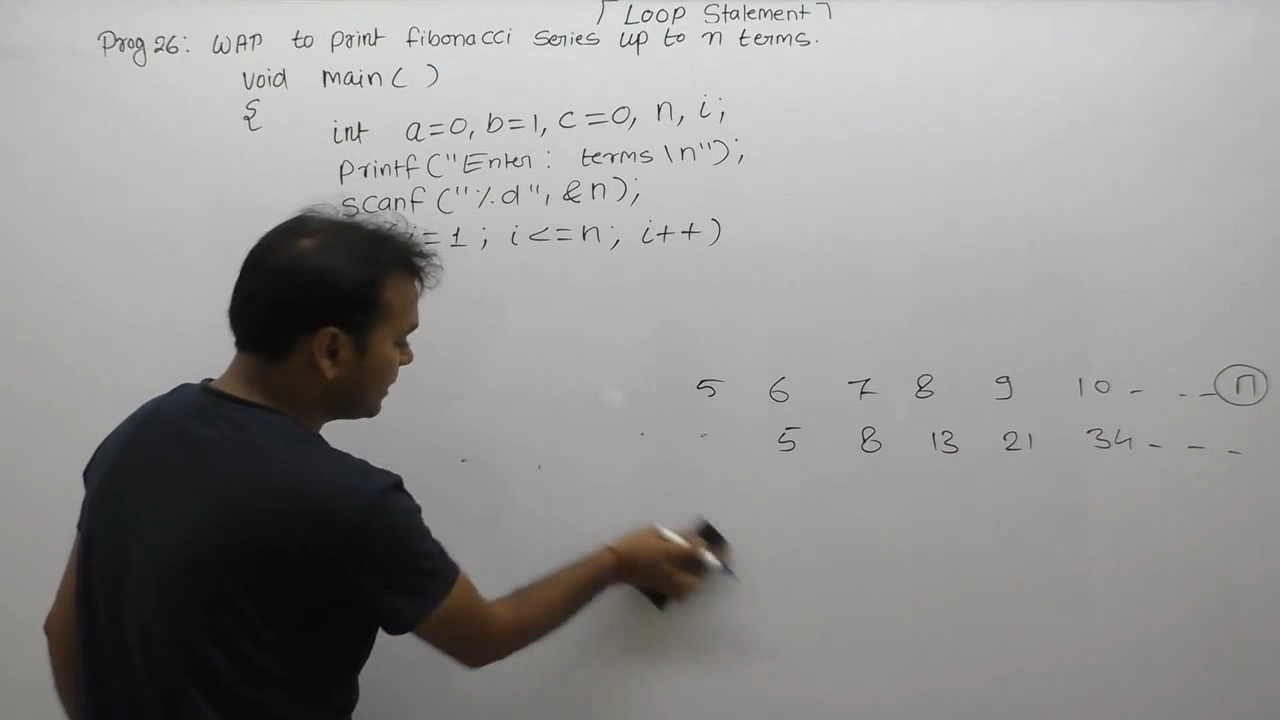 Loop Stalement
Prog 26: WAP to print fibonacci series up to n terms.
void main( )
{
int a=0, b=1, c=0, n, i;
printf ("Enter: terms \n");
scanf ("%d", &n);
i=1 ; i<=n; i++)
5 6 7 8 9 10 - - - n
5 8 13 21 34 - - -